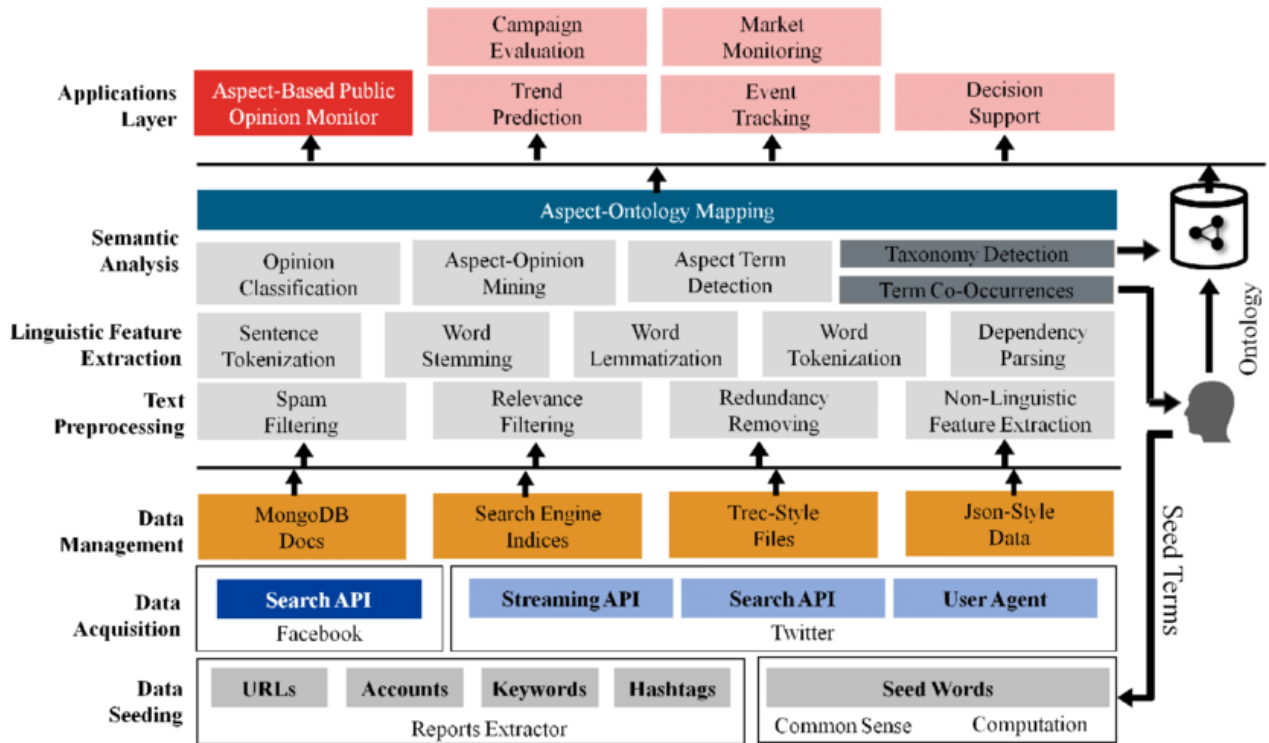 Campaign
Evaluation
Market
Monitoring
Applications
Layer
Aspect-Based Public
Opinion Monitor
Trend
Prediction
Event
Tracking
Decision
Support
Aspect-Ontology Mapping
Semantic
Analysis
Opinion
Classification
Aspect-Opinion
Mining
Aspect Term
Detection
Taxonomy Detection
Term Co-Occurrences
Ontology
Linguistic Feature
Extraction
Sentence
Tokenization
Word
Stemming
Word
Lemmatization
Word
Tokenization
Dependency
Parsing
Text
Preprocessing
Spam
Filtering
Relevance
Filtering
Redundancy
Removing
Non-Linguistic
Feature Extraction
Data
Management
MongoDB
Docs
Search Engine
Indices
Trec-Style
Files
Json-Style
Data
Seed Terms
Data
Acquisition
Search API
Facebook
Streaming API
Search API
User Agent
Twitter
Data
Seeding
URLs
Accounts
Keywords
Hashtags
Reports Extractor
Seed Words
Common Sense
Computation